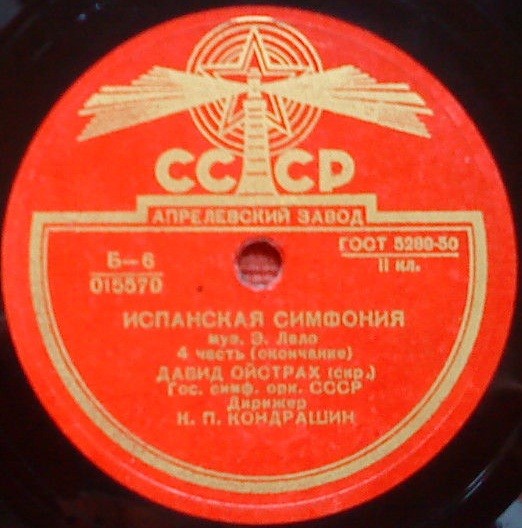 СССР
АПРЕЛЕВСКИЙ ЗАВОД
Б-6
015570
ГОСТ 5289-50
II кл.
ИСПАНСКАЯ СИМФОНИЯ
муз. Э. Лало
4 часть (окончание)
ДАВИД ОЙСТРАХ (скр.)
Гос. симф. орк. СССР
Дирижер
К. П. КОНДРАШИН